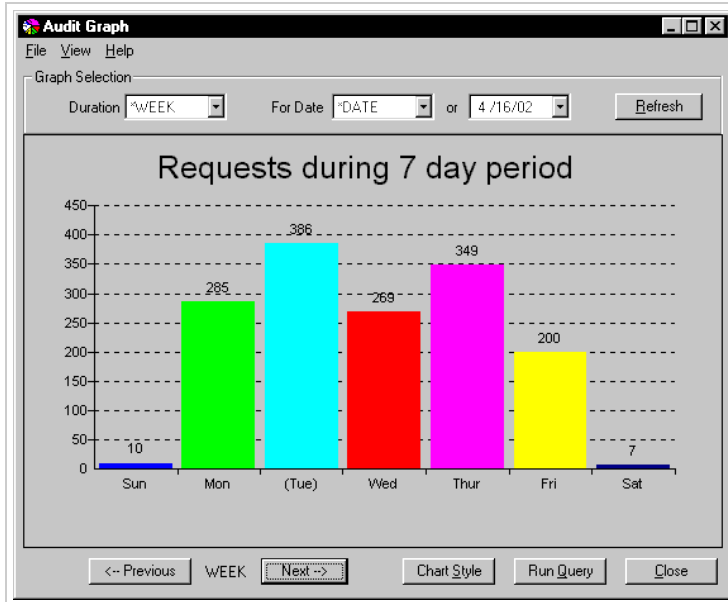 Audit Graph
File View Help
Graph Selection
Duration *WEEK For Date *DATE or 4 /16/02 Refresh
Requests during 7 day period
450
400
350
300
250
200
150
100
50
0
10
285
386
269
349
200
7
Sun Mon (Tue) Wed Thur Fri Sat
<-- Previous WEEK Next --> Chart Style Run Query Close